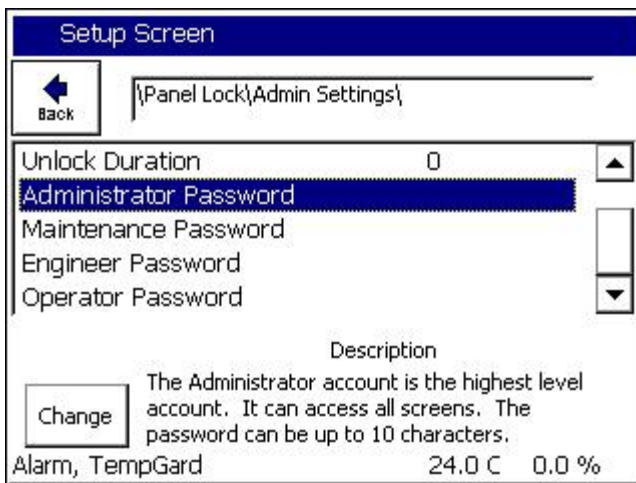 Setup Screen
Back
\Panel Lock\Admin Settings\
Unlock Duration 0
Administrator Password
Maintenance Password
Engineer Password
Operator Password
Description
The Administrator account is the highest level
account. It can access all screens. The
password can be up to 10 characters.
Change
Alarm, TempGard 24.0 C 0.0 %